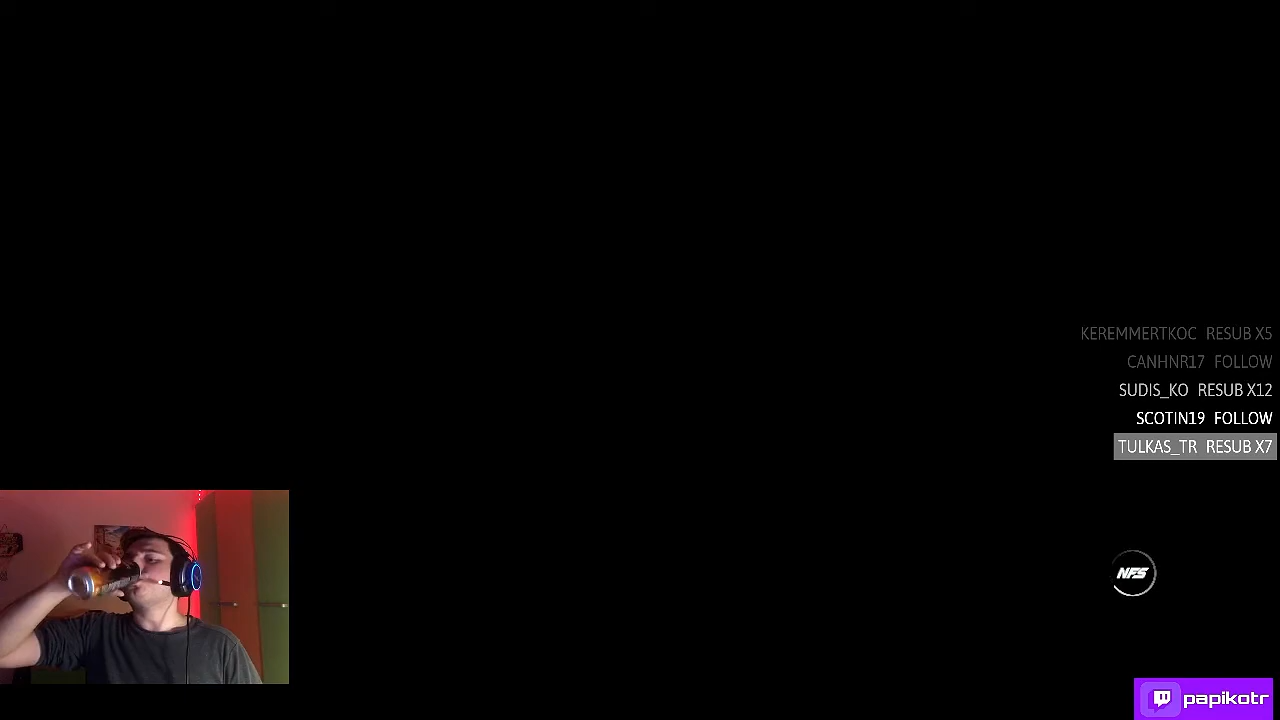 KEREMMERTKOC RESUB X5
CANHNR17 FOLLOW
SUDIS_KO RESUB X12
SCOTIN19 FOLLOW
TULKAS_TR RESUB X7
NFS
papikotr